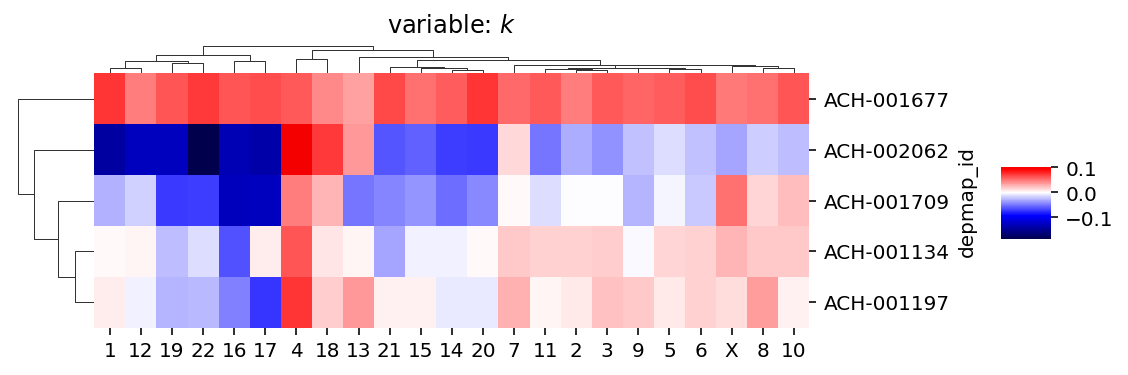 variable: k
ACH-001677
ACH-002062
ACH-001709
ACH-001134
ACH-001197
depmap_id
0.1
0.0
−0.1
1 12 19 22 16 17 4 18 13 21 15 14 20 7 11 2 3 9 5 6 X 8 10